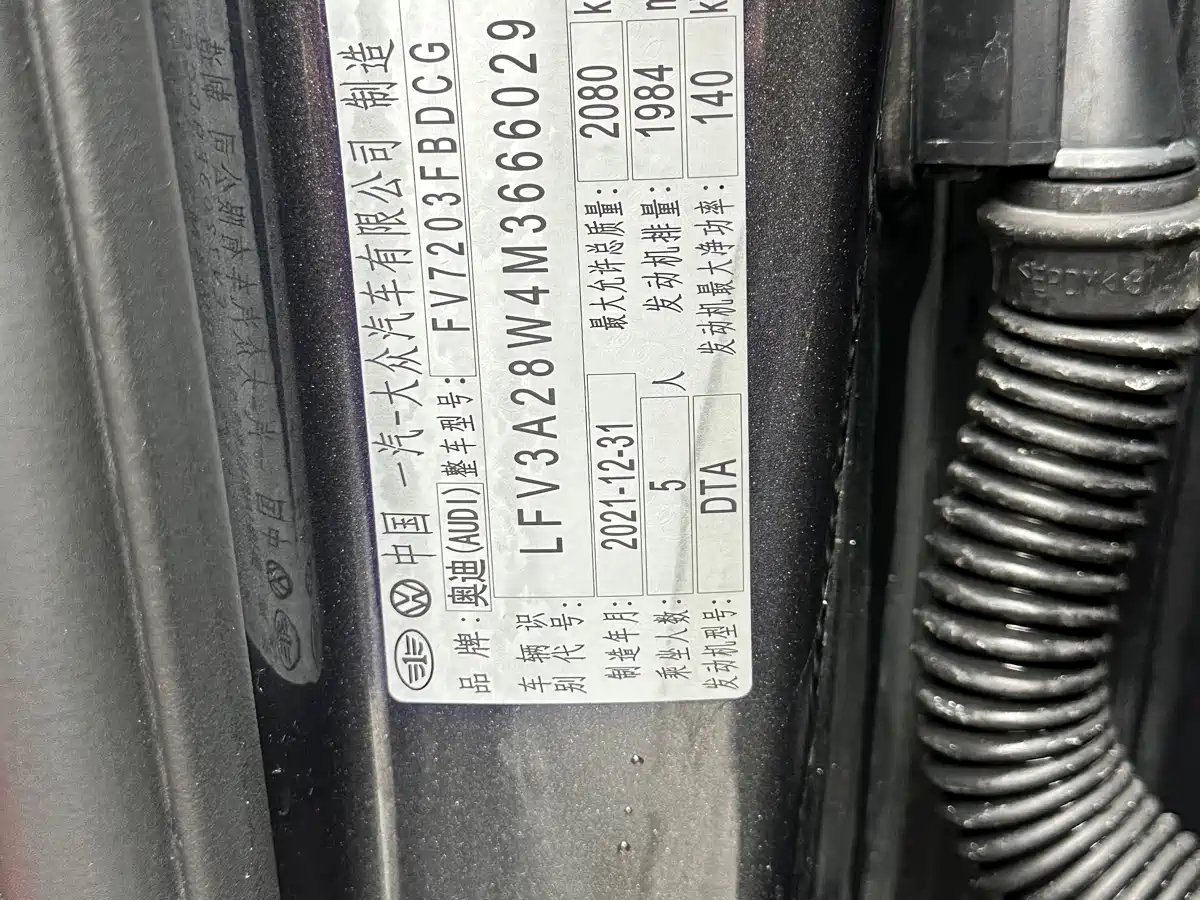 中国 一汽-大众汽车有限公司 制造
品 牌: 奥迪(AUDI) 整车型号: FV7203FBDCG
车辆识别代号: LFV3A28W4M3666029
制造年月: 2021-12-31 最大允许总质量: 2080 k
乘坐人数: 5 人 发动机排量: 1984 m
发动机型号: DTA 发动机最大净功率: 140 k
>EPDM<